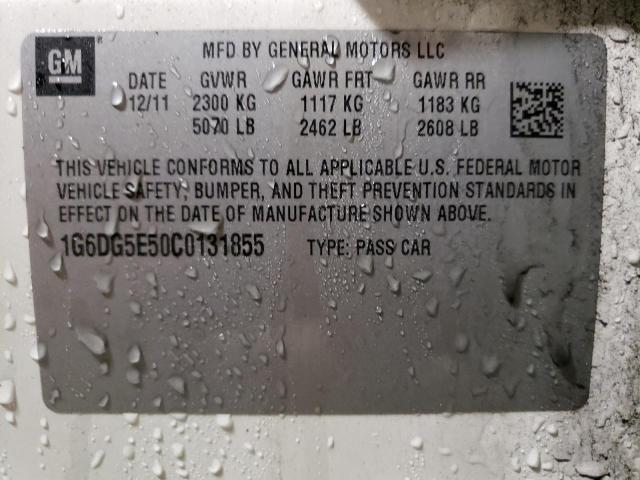 GM ® MFD BY GENERAL MOTORS LLC
DATE GVWR GAWR FRT GAWR RR
12/11 2300 KG 1117 KG 1183 KG
5070 LB 2462 LB 2608 LB
THIS VEHICLE CONFORMS TO ALL APPLICABLE U.S. FEDERAL MOTOR
VEHICLE SAFETY, BUMPER, AND THEFT PREVENTION STANDARDS IN
EFFECT ON THE DATE OF MANUFACTURE SHOWN ABOVE.
1G6DG5E50C0131855 TYPE: PASS CAR